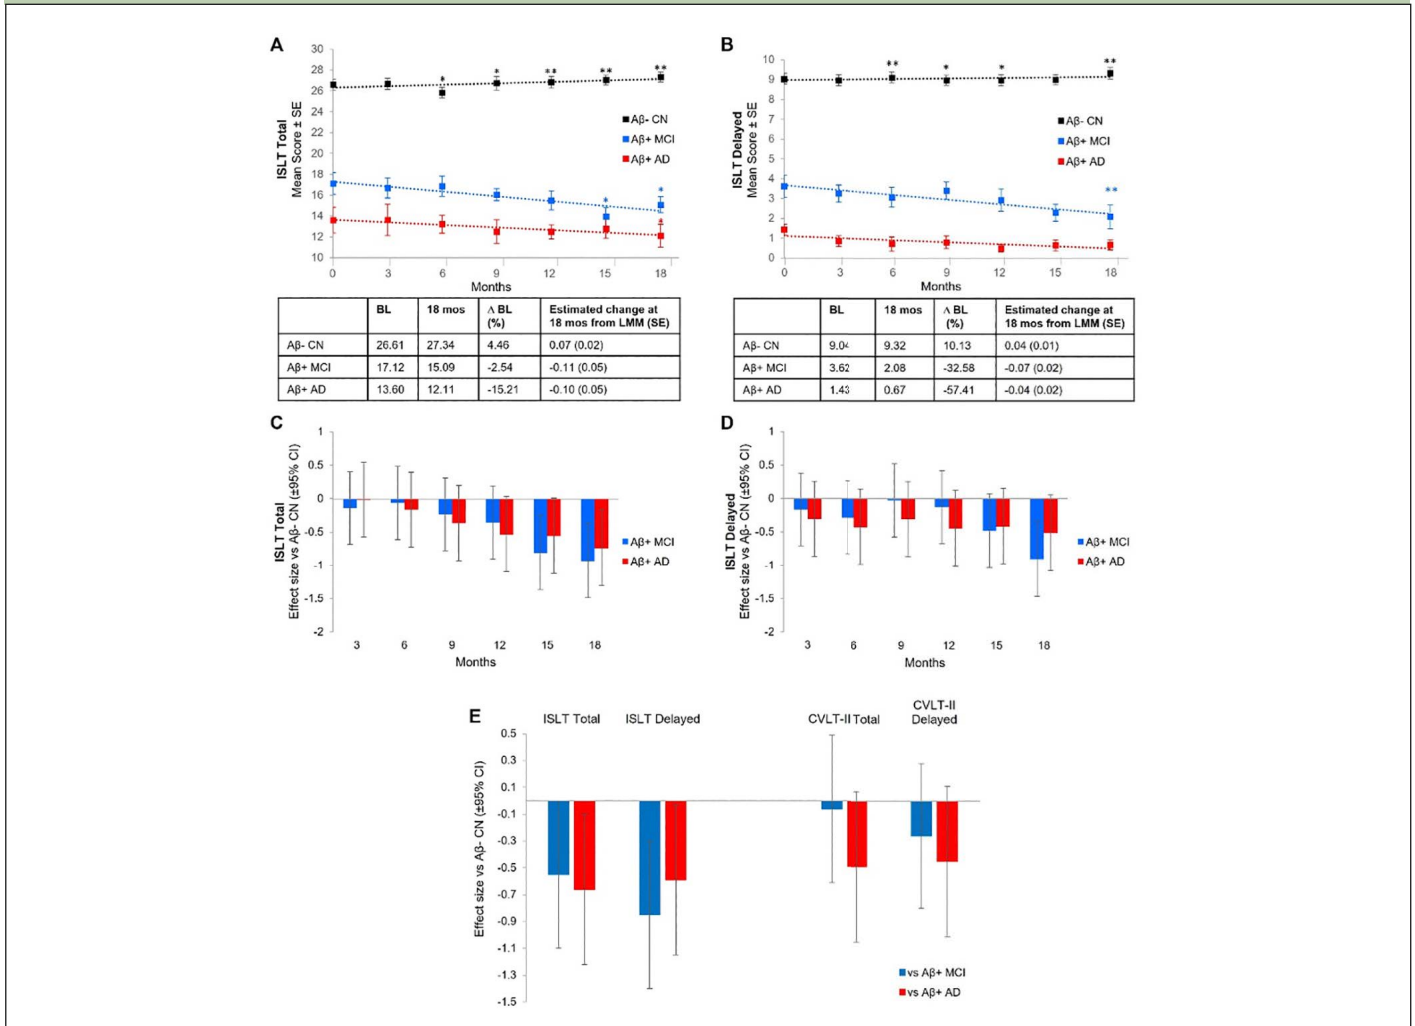 A
ISLT Total
Mean Score ± SE
30
28
26
24
22
20
18
16
14
12
10
* * ** ** **
* *
*
Aβ- CN
Aβ+ MCI
Aβ+ AD
0 3 6 9 12 15 18
Months
BL 18 mos Δ BL (%) Estimated change at 18 mos from LMM (SE)
Aβ- CN 26.61 27.34 4.46 0.07 (0.02)
Aβ+ MCI 17.12 15.09 -2.54 -0.11 (0.05)
Aβ+ AD 13.60 12.11 -15.21 -0.10 (0.05)
B
ISLT Delayed
Mean Score ± SE
10
9
8
7
6
5
4
3
2
1
0
** * * **
**
Aβ- CN
Aβ+ MCI
Aβ+ AD
0 3 6 9 12 15 18
Months
BL 18 mos Δ BL (%) Estimated change at 18 mos from LMM (SE)
Aβ- CN 9.04 9.32 10.13 0.04 (0.01)
Aβ+ MCI 3.62 2.08 -32.58 -0.07 (0.02)
Aβ+ AD 1.43 0.67 -57.41 -0.04 (0.02)
C
ISLT Total
Effect size vs Aβ- CN (±95% CI)
1
0.5
0
-0.5
-1
-1.5
-2
Aβ+ MCI
Aβ+ AD
3 6 9 12 15 18
Months
D
ISLT Delayed
Effect size vs Aβ- CN (±95% CI)
1
0.5
0
-0.5
-1
-1.5
-2
Aβ+ MCI
Aβ+ AD
3 6 9 12 15 18
Months
E
ISLT Total ISLT Delayed CVLT-II Total CVLT-II Delayed
Effect size vs Aβ- CN (±95% CI)
0.5
0.3
0.1
-0.1
-0.3
-0.5
-0.7
-0.9
-1.1
-1.3
-1.5
vs Aβ+ MCI
vs Aβ+ AD